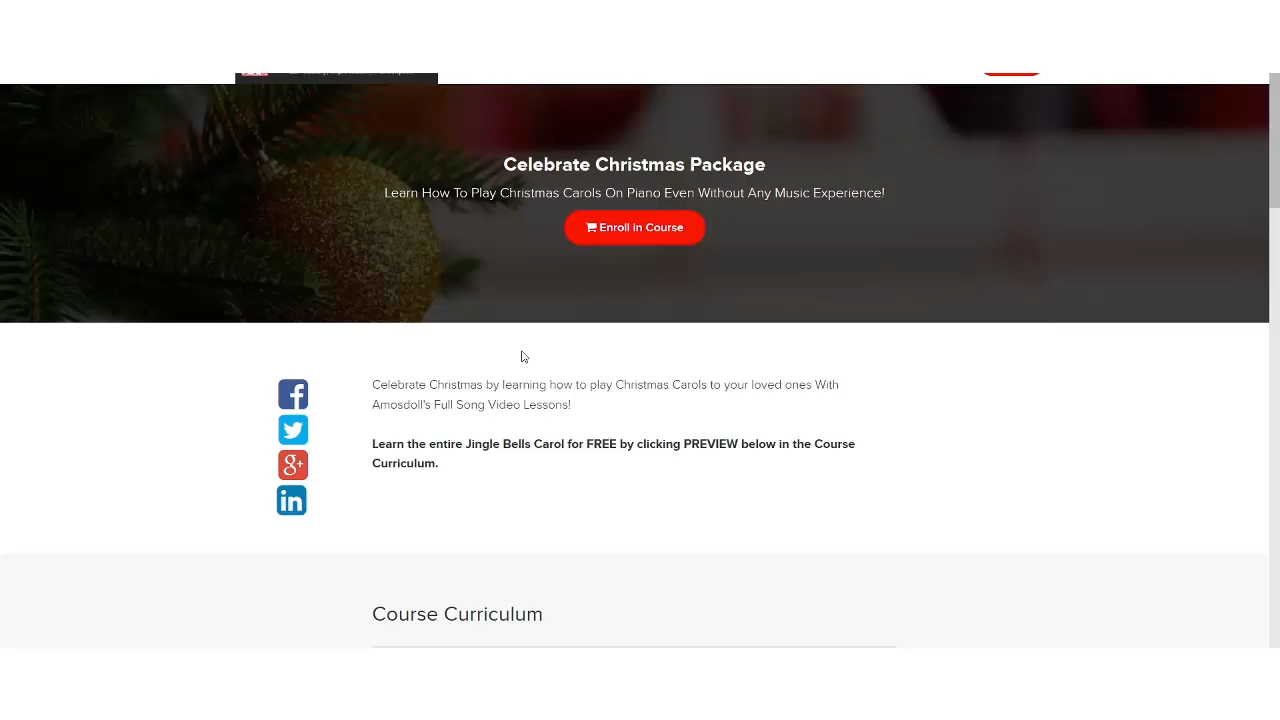 Celebrate Christmas Package
Learn How To Play Christmas Carols On Piano Even Without Any Music Experience!
Enroll in Course
Celebrate Christmas by learning how to play Christmas Carols to your loved ones With
Amosdoll's Full Song Video Lessons!
Learn the entire Jingle Bells Carol for FREE by clicking PREVIEW below in the Course
Curriculum.
Course Curriculum